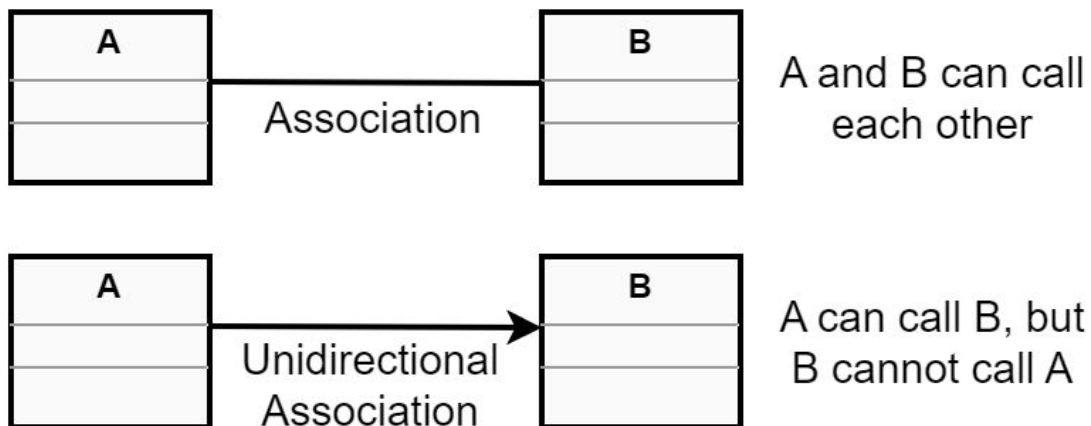 A
B
Association
A and B can call
each other
A
B
Unidirectional
Association
A can call B, but
B cannot call A